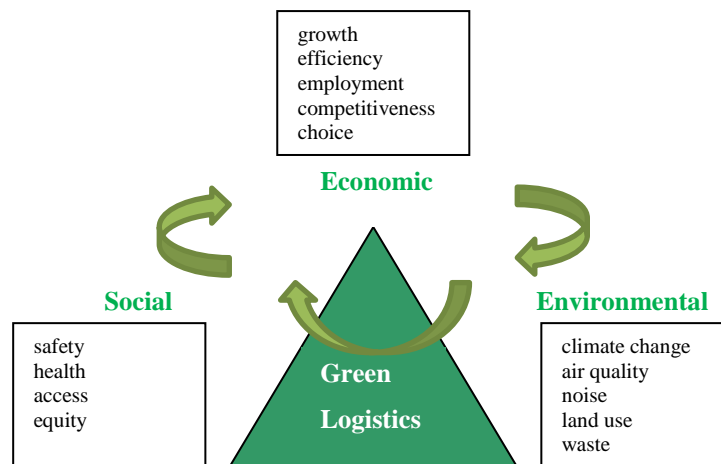 growth
efficiency
employment
competitiveness
choice
Economic
Social
Environmental
safety
health
access
equity
Green
Logistics
climate change
air quality
noise
land use
waste